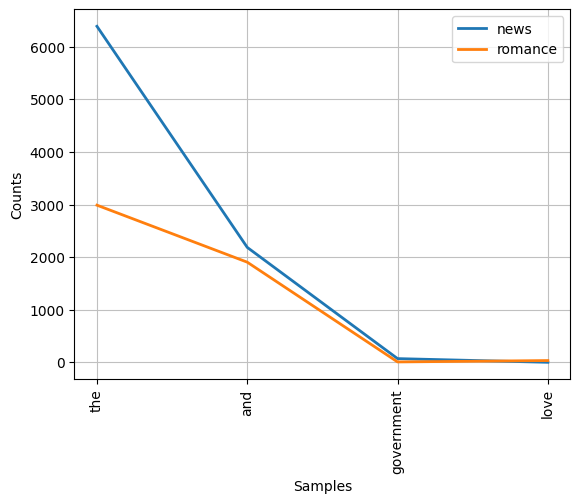 6000
5000
4000
3000
2000
1000
0
Counts
the
and
government
love
Samples
news
romance